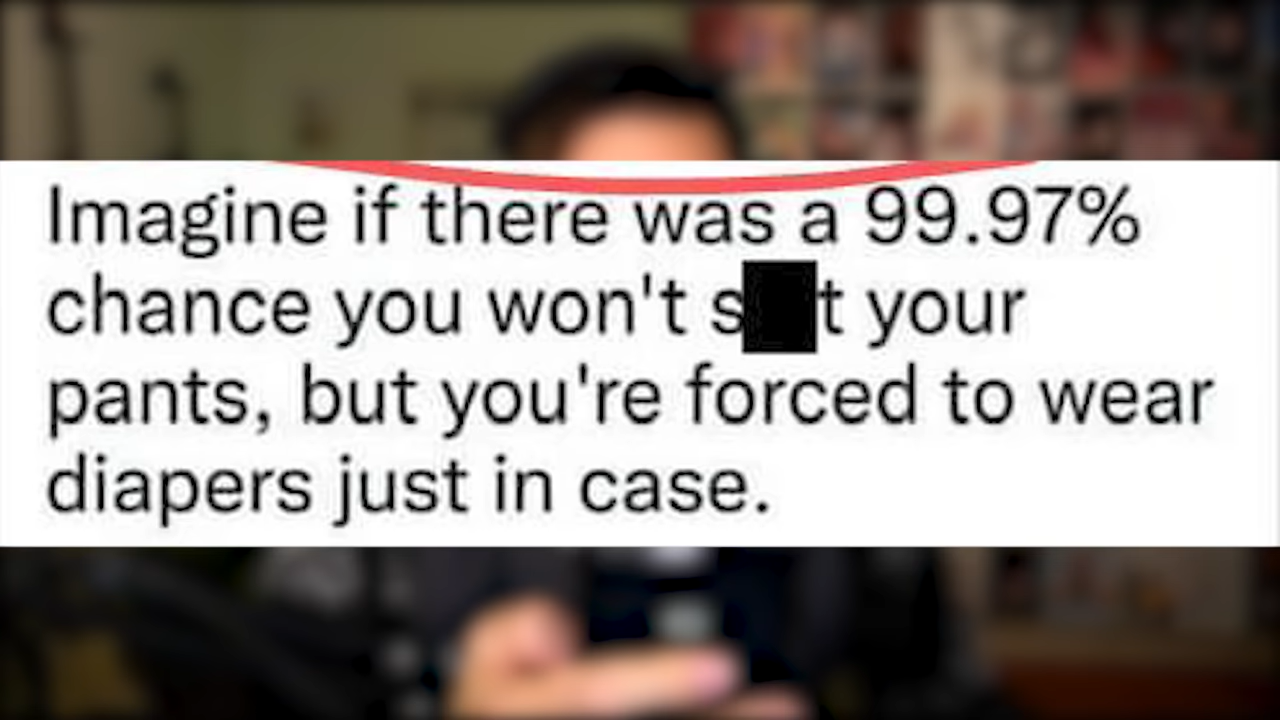 Imagine if there was a 99.97%
chance you won't s█t your
pants, but you're forced to wear
diapers just in case.